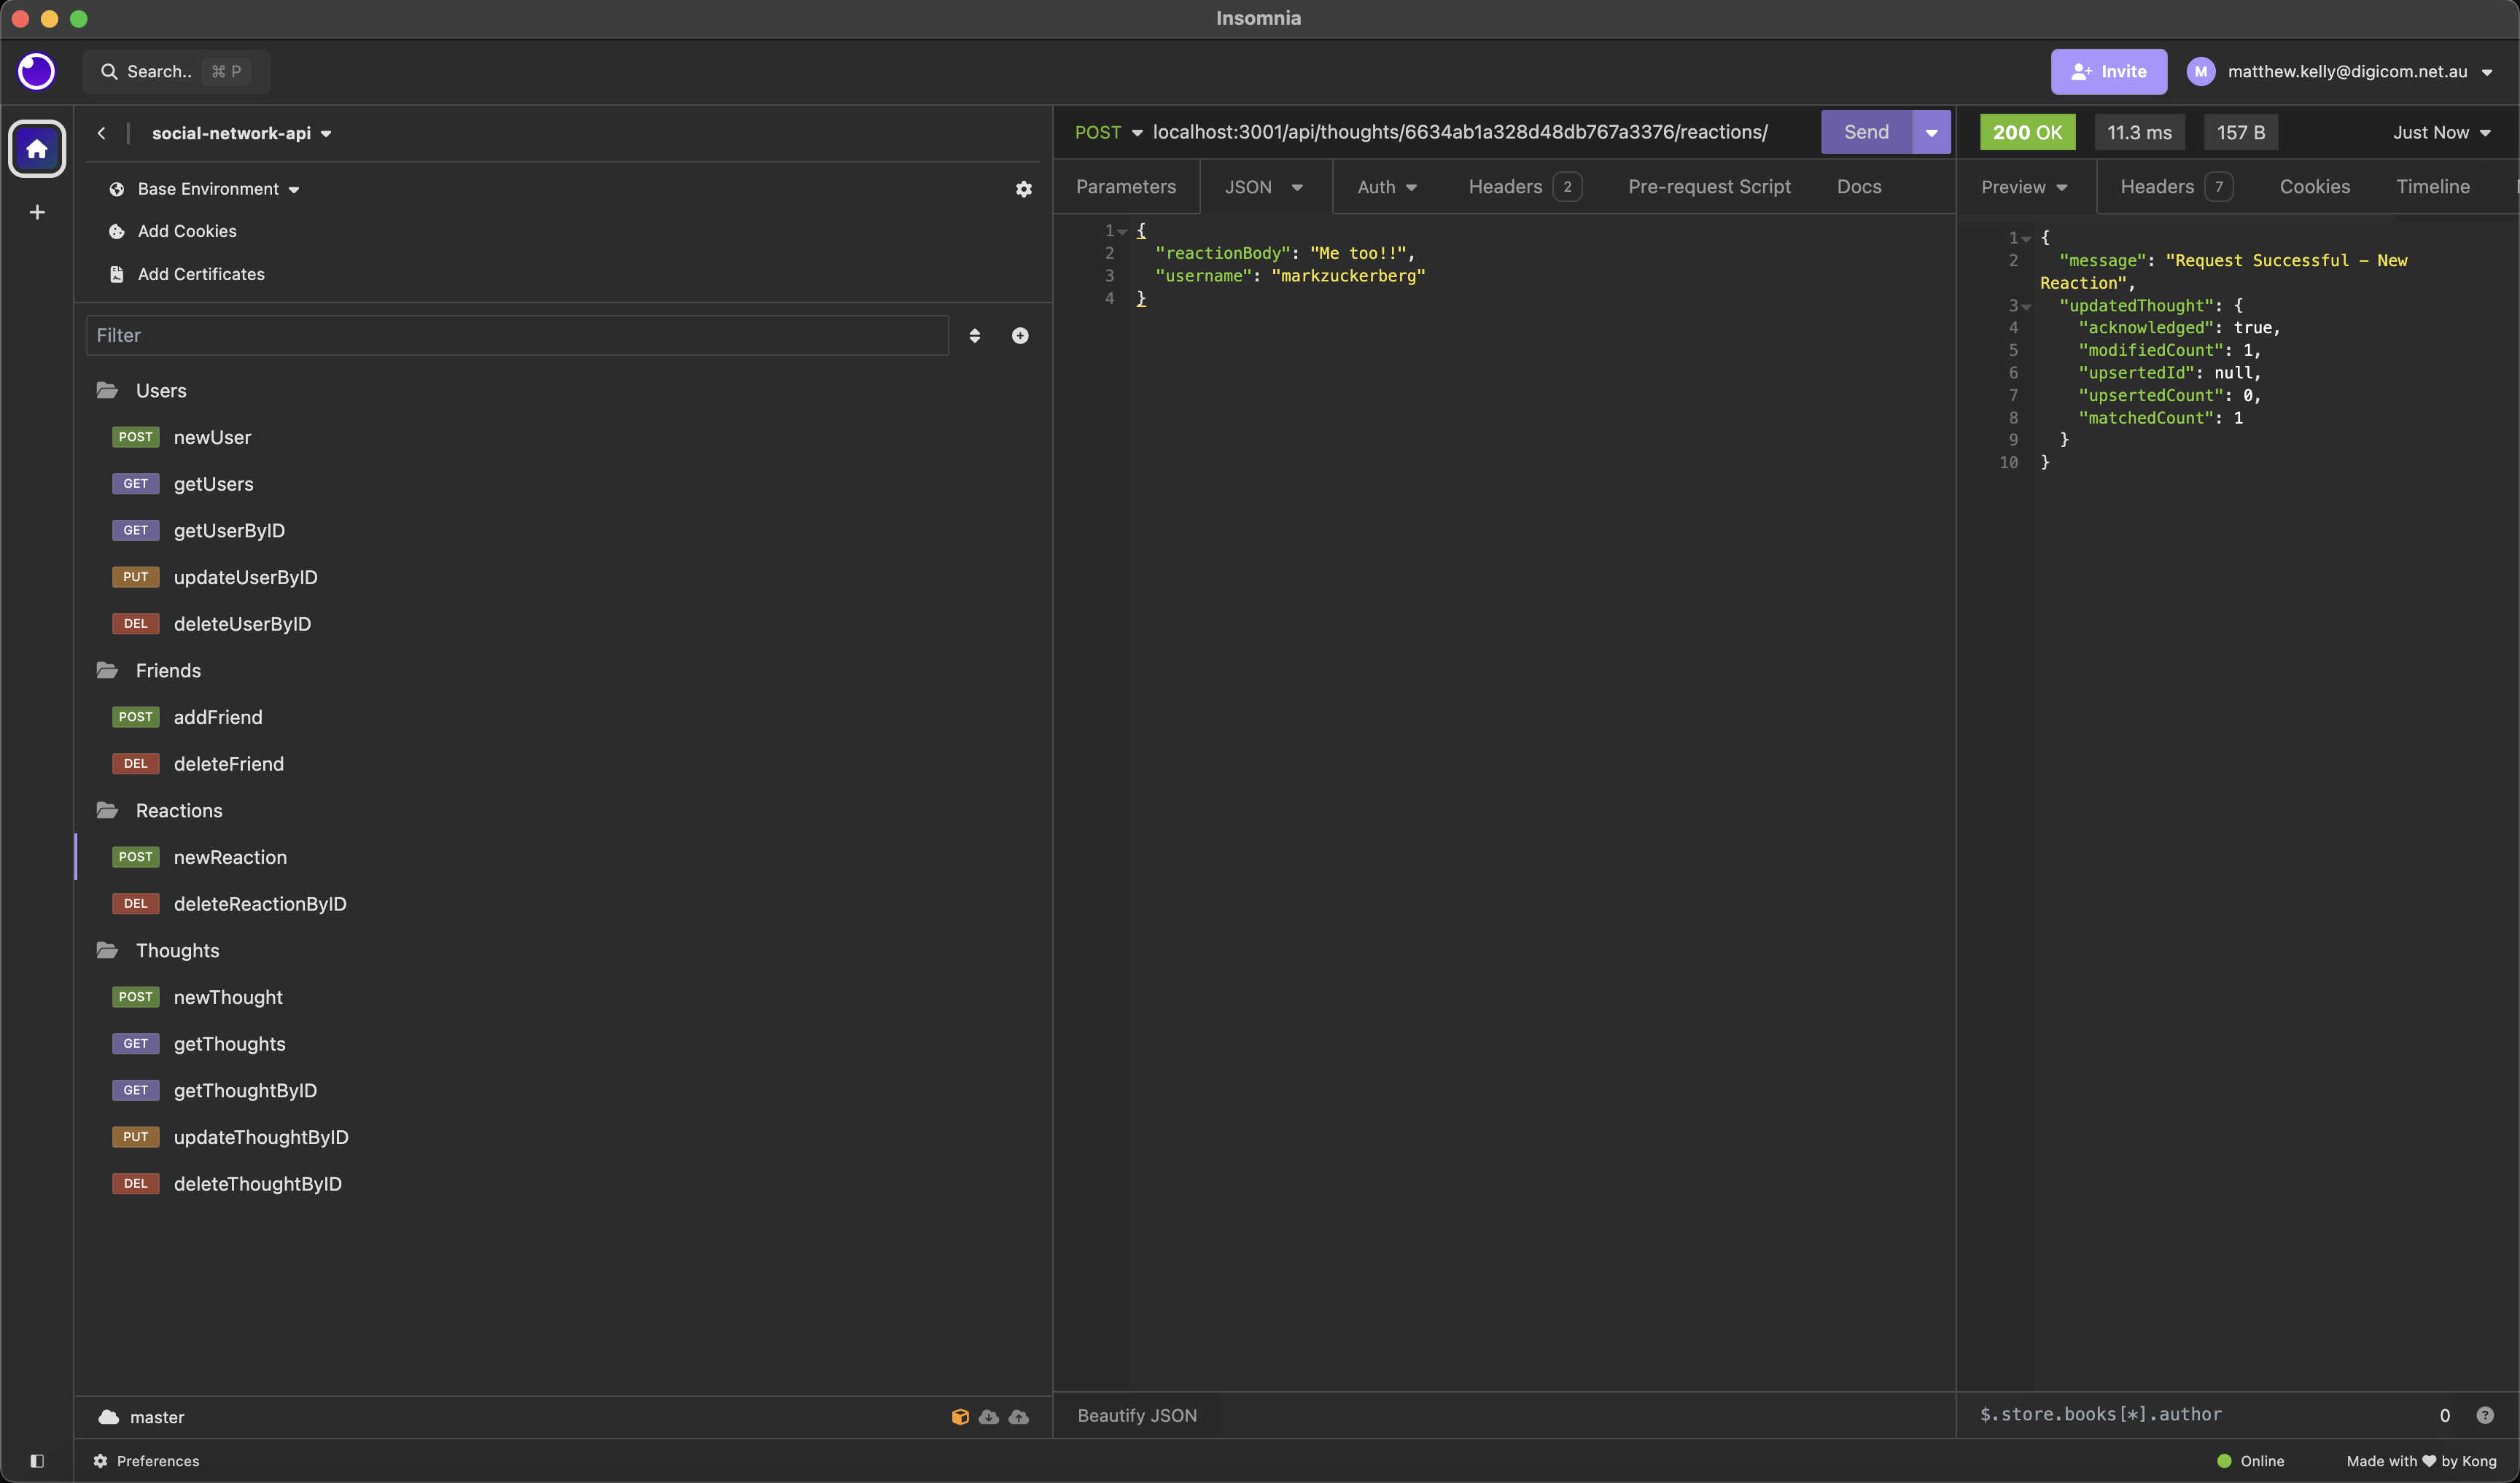 Insomnia
Search.. ⌘ P
Invite
M
matthew.kelly@digicom.net.au
social-network-api
Base Environment
Add Cookies
Add Certificates
Filter
Users
POST newUser
GET getUsers
GET getUserByID
PUT updateUserByID
DEL deleteUserByID
Friends
POST addFriend
DEL deleteFriend
Reactions
POST newReaction
DEL deleteReactionByID
Thoughts
POST newThought
GET getThoughts
GET getThoughtByID
PUT updateThoughtByID
DEL deleteThoughtByID
master
Preferences
POST localhost:3001/api/thoughts/6634ab1a328d48db767a3376/reactions/ Send
Parameters JSON Auth Headers 2 Pre-request Script Docs
1 {
2 "reactionBody": "Me too!!",
3 "username": "markzuckerberg"
4 }
Beautify JSON
200 OK 11.3 ms 157 B Just Now
Preview Headers 7 Cookies Timeline
1 {
2 "message": "Request Successful – New
Reaction",
3 "updatedThought": {
4 "acknowledged": true,
5 "modifiedCount": 1,
6 "upsertedId": null,
7 "upsertedCount": 0,
8 "matchedCount": 1
9 }
10 }
$.store.books[*].author 0 ?
Online Made with ♥ by Kong